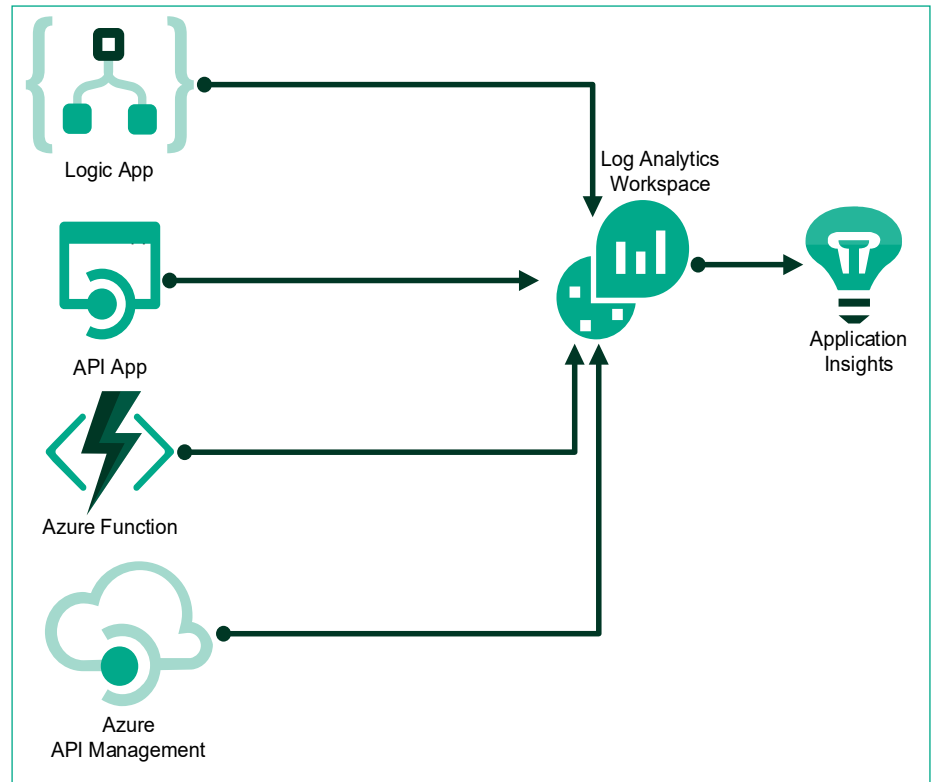 Logic App
Log Analytics
Workspace
API App
Application
Insights
Azure Function
Azure
API Management